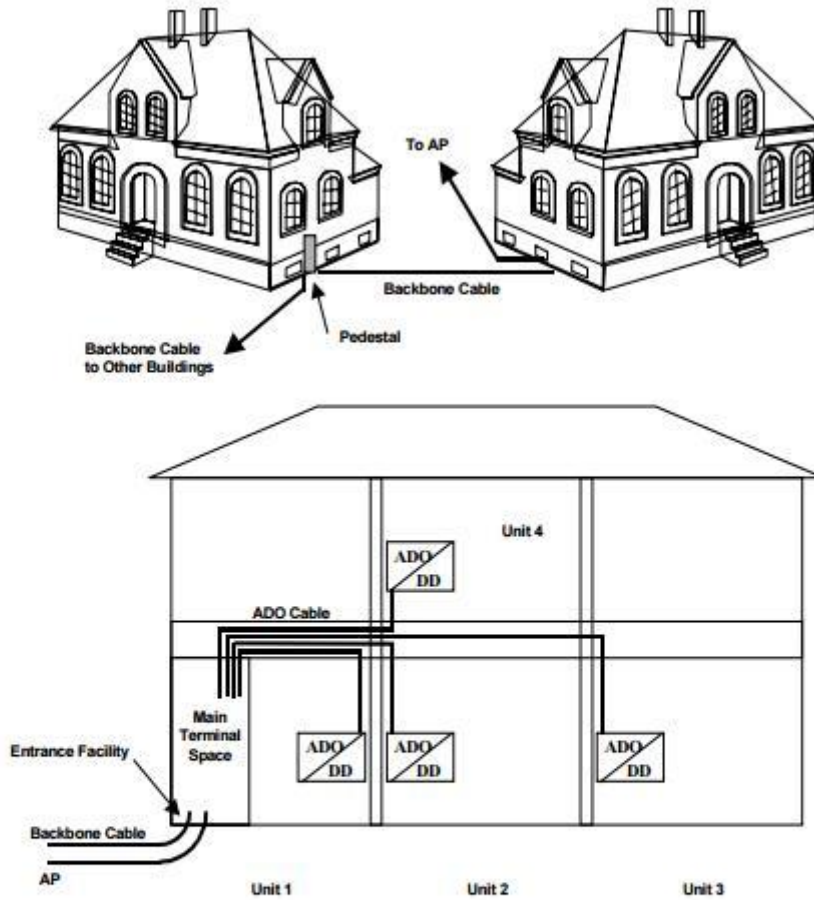 To AP
Backbone Cable
Pedestal
Backbone Cable
to Other Buildings
Unit 4
ADO
DD
ADO Cable
Main
Terminal
Space
Entrance Facility
ADO
DD
ADO
DD
ADO
DD
Backbone Cable
AP
Unit 1
Unit 2
Unit 3